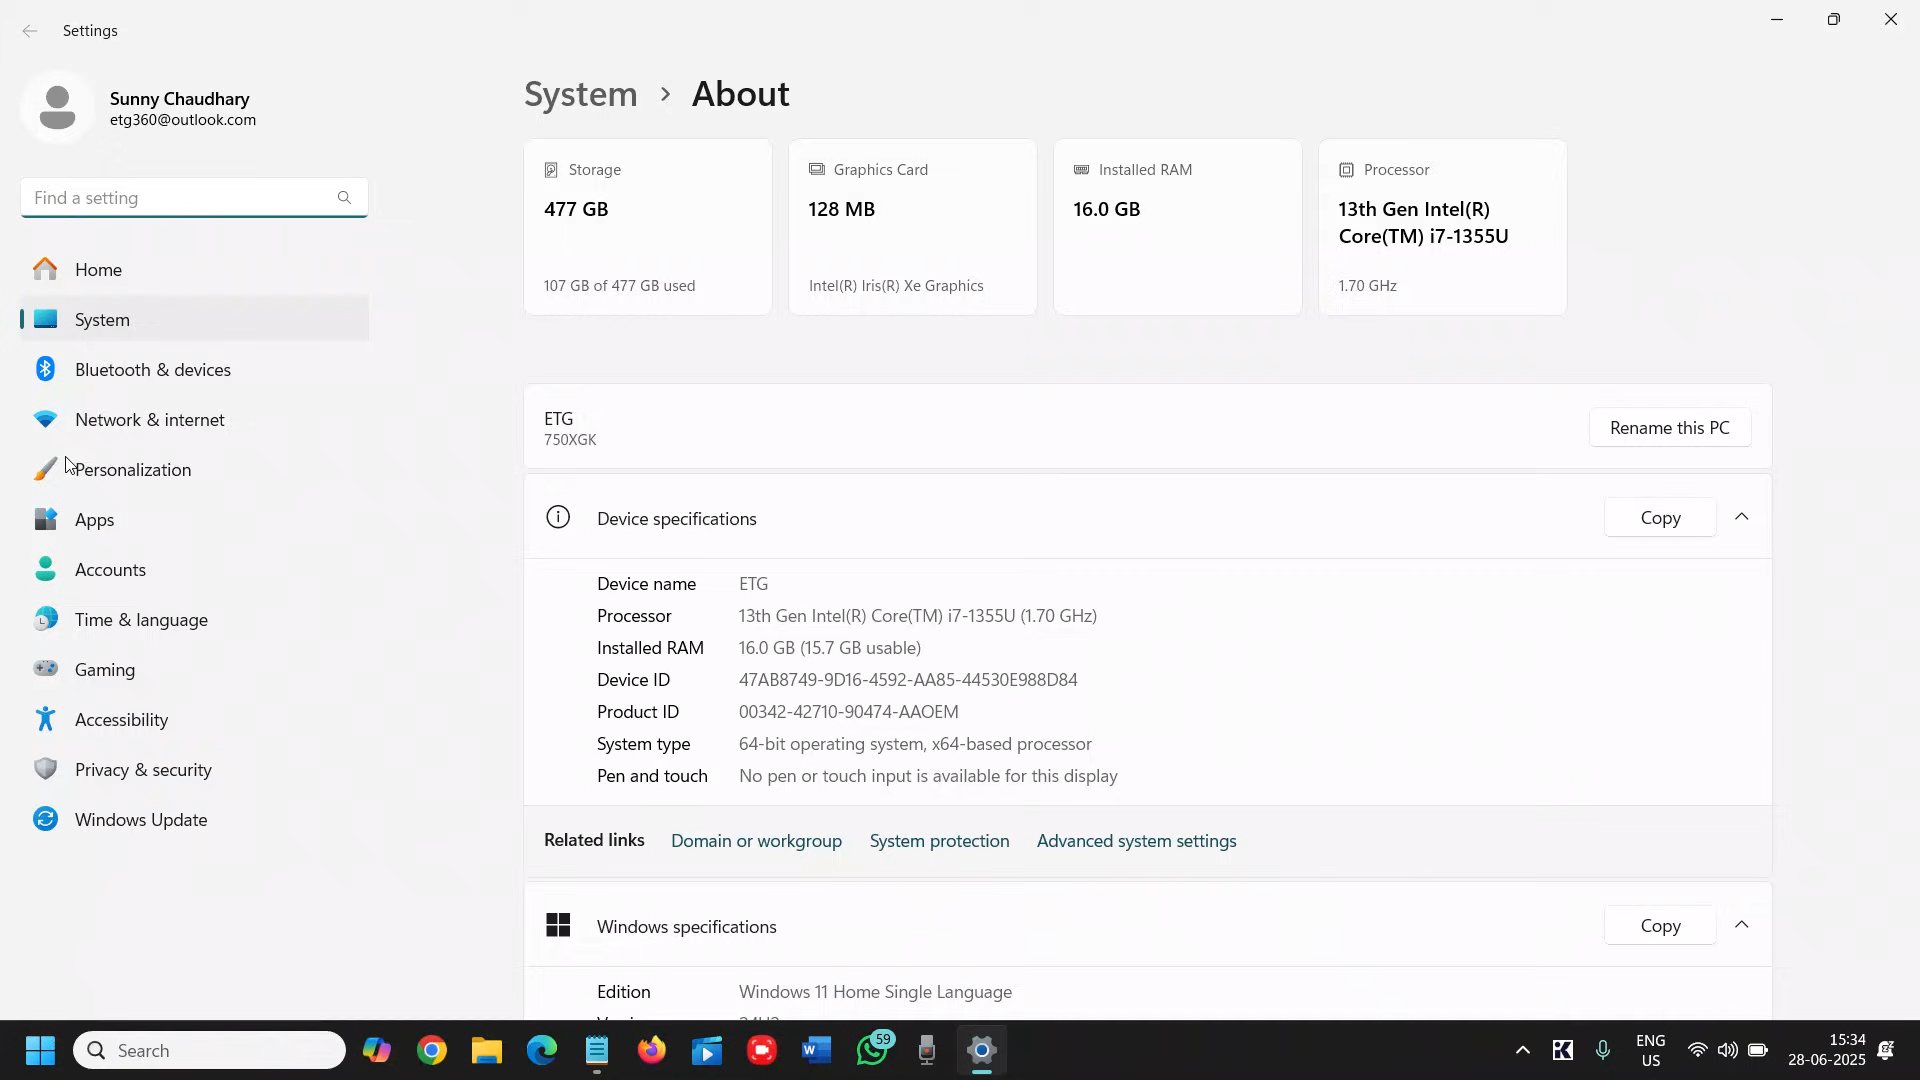 Settings
Sunny Chaudhary
etg360@outlook.com
Find a setting
Home
System
Bluetooth & devices
Network & internet
Personalization
Apps
Accounts
Time & language
Gaming
Accessibility
Privacy & security
Windows Update
System > About
Storage
477 GB
107 GB of 477 GB used
Graphics Card
128 MB
Intel(R) Iris(R) Xe Graphics
Installed RAM
16.0 GB
Processor
13th Gen Intel(R)
Core(TM) i7-1355U
1.70 GHz
ETG
750XGK
Rename this PC
Device specifications
Copy
Device name ETG
Processor 13th Gen Intel(R) Core(TM) i7-1355U (1.70 GHz)
Installed RAM 16.0 GB (15.7 GB usable)
Device ID 47AB8749-9D16-4592-AA85-44530E988D84
Product ID 00342-42710-90474-AAOEM
System type 64-bit operating system, x64-based processor
Pen and touch No pen or touch input is available for this display
Related links Domain or workgroup System protection Advanced system settings
Windows specifications
Copy
Edition Windows 11 Home Single Language
Search
59
ENG
US
15:34
28-06-2025